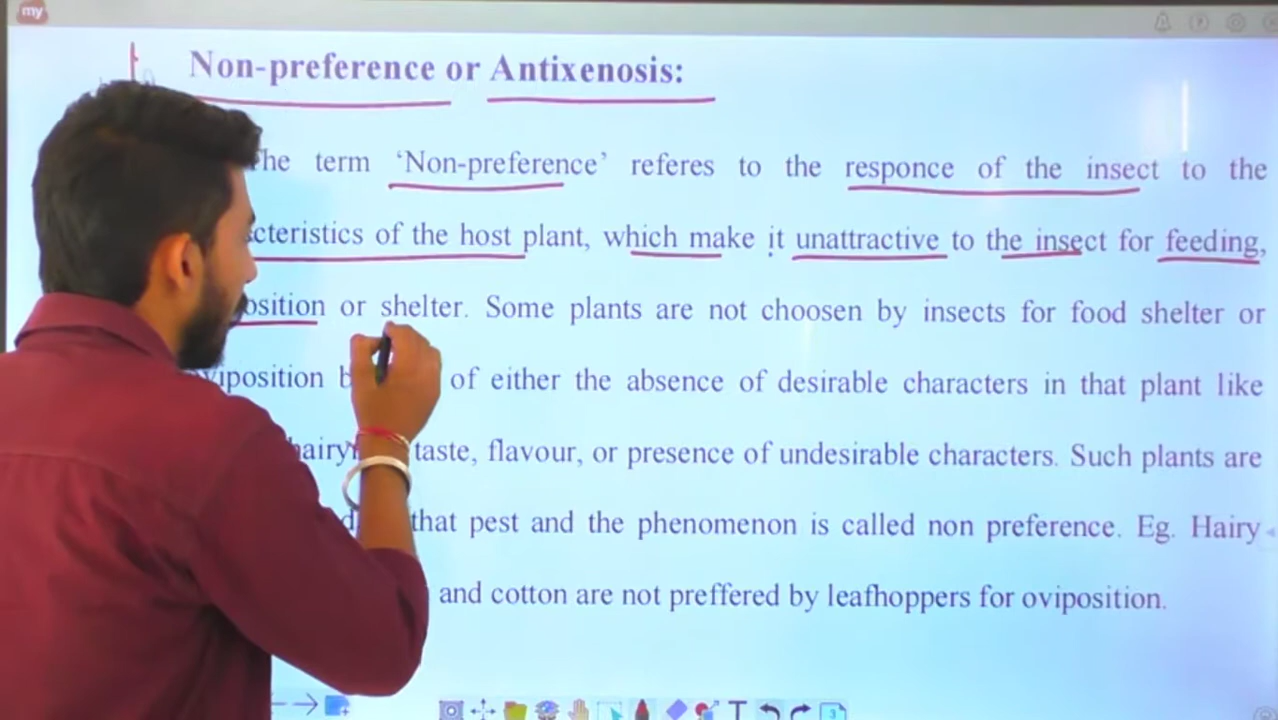 my
Non-preference or Antixenosis:
he term ‘Non-preference’ referes to the responce of the insect to the
cteristics of the host plant, which make it unattractive to the insect for feeding,
osition or shelter. Some plants are not choosen by insects for food shelter or
viposition b of either the absence of desirable characters in that plant like
hairy taste, flavour, or presence of undesirable characters. Such plants are
d that pest and the phenomenon is called non preference. Eg. Hairy
and cotton are not preffered by leafhoppers for oviposition.
T 3